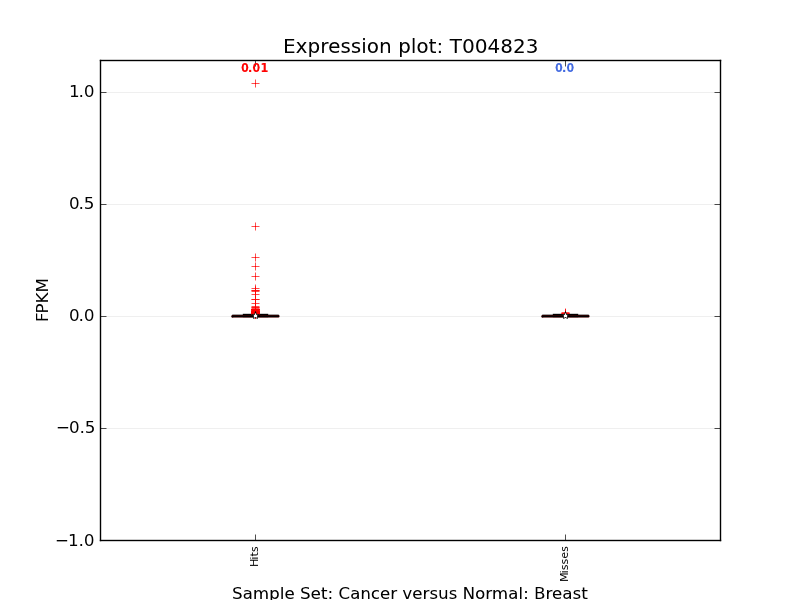 Expression plot: T004823
0.01
0.0
1.0
0.5
0.0
−0.5
−1.0
FPKM
Hits
Misses
Sample Set: Cancer versus Normal: Breast